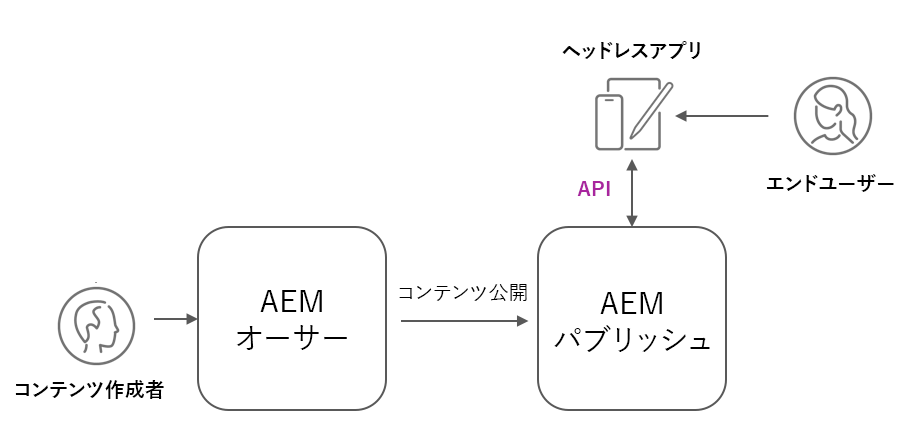 ヘッドレスアプリ
API
エンドユーザー
AEM
オーサー
コンテンツ公開
AEM
パブリッシュ
コンテンツ作成者